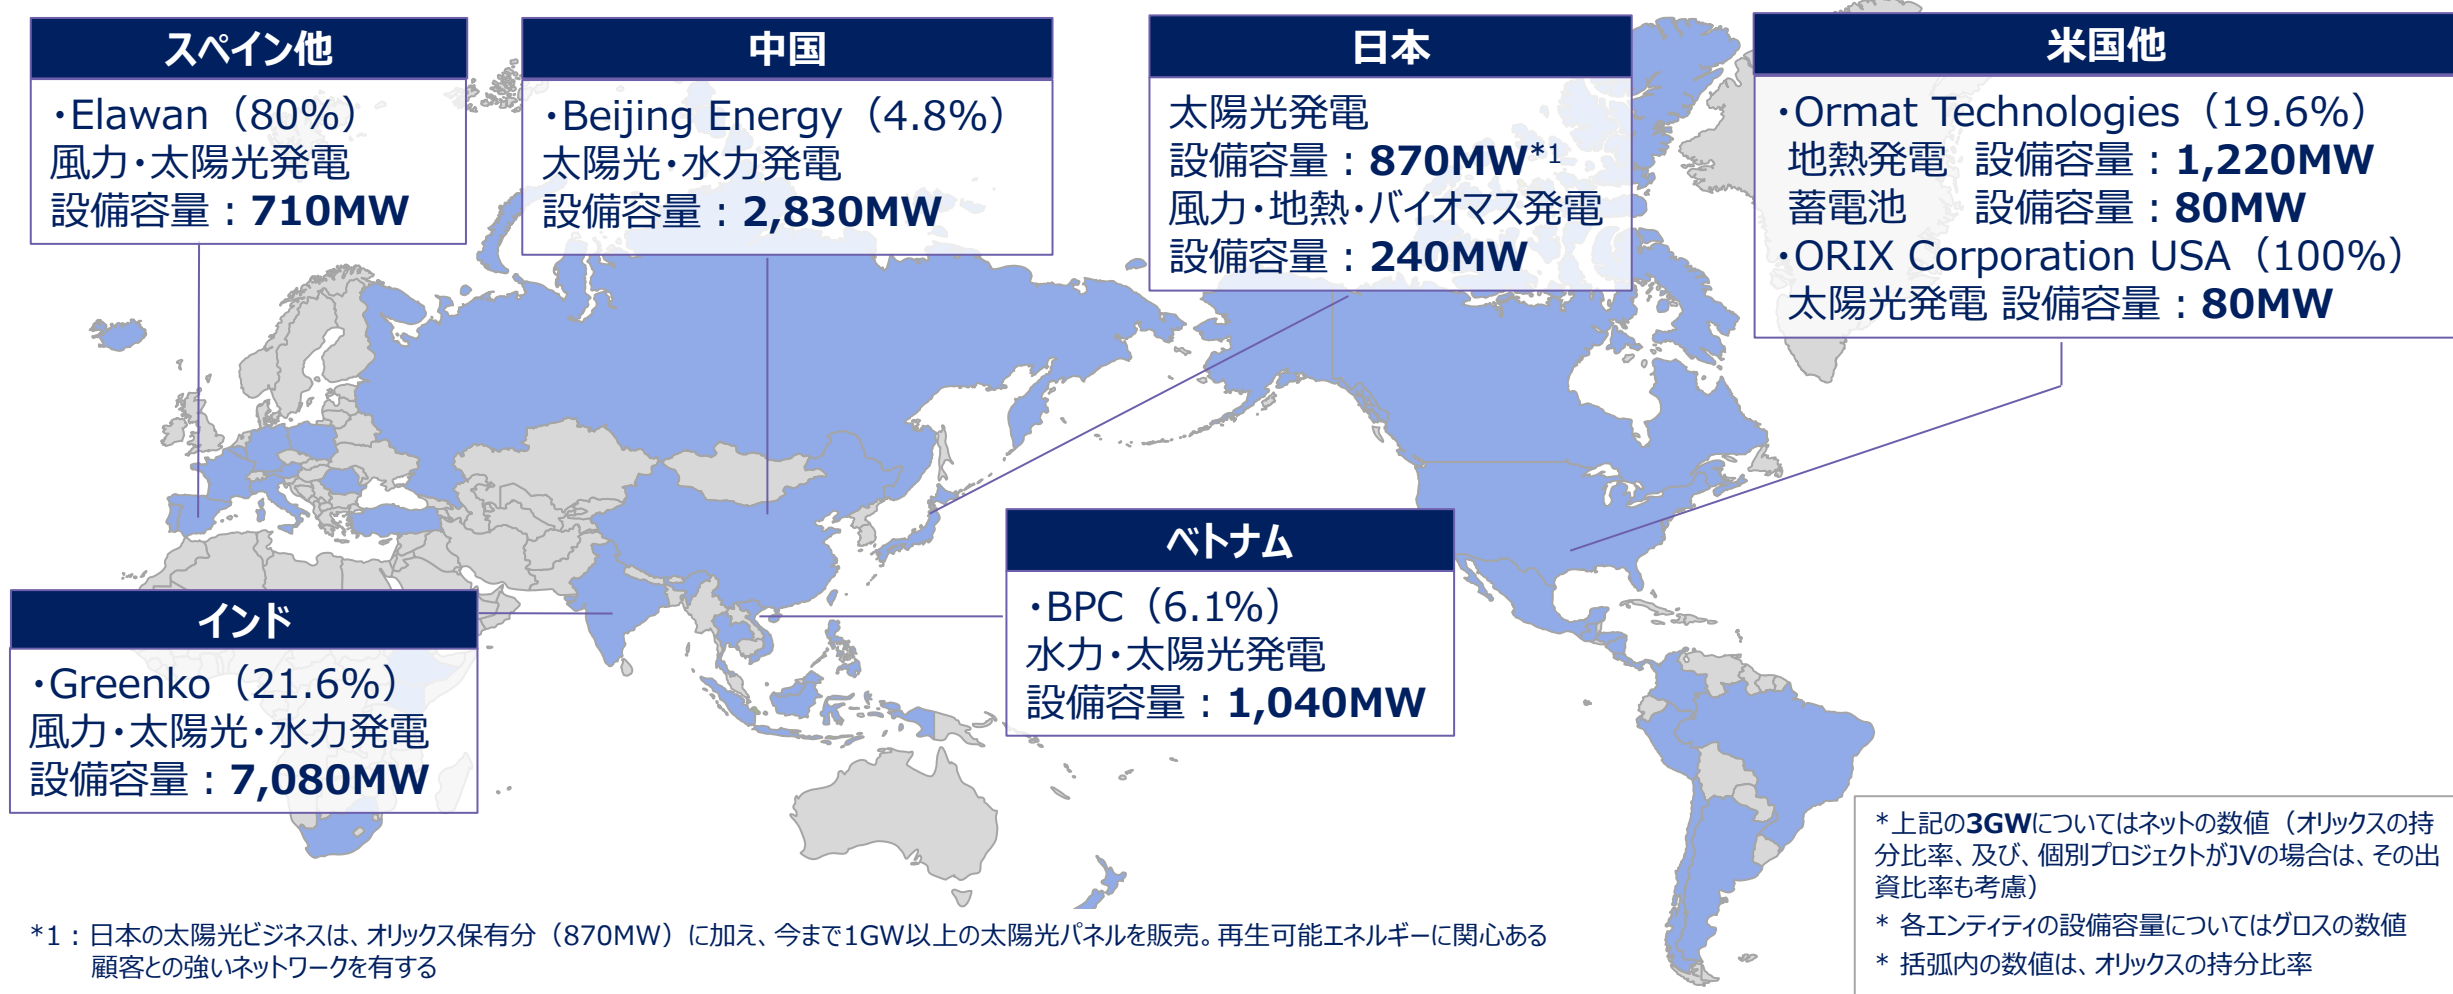 スペイン他
・Elawan（80%）
風力・太陽光発電
設備容量：710MW
中国
・Beijing Energy（4.8%）
太陽光・水力発電
設備容量：2,830MW
日本
太陽光発電
設備容量：870MW*1
風力・地熱・バイオマス発電
設備容量：240MW
米国他
・Ormat Technologies（19.6%）
地熱発電 設備容量：1,220MW
蓄電池 設備容量：80MW
・ORIX Corporation USA（100%）
太陽光発電 設備容量：80MW
インド
・Greenko（21.6%）
風力・太陽光・水力発電
設備容量：7,080MW
ベトナム
・BPC（6.1%）
水力・太陽光発電
設備容量：1,040MW
*上記の3GWについてはネットの数値（オリックスの持
分比率、及び、個別プロジェクトがJVの場合は、その出
資比率も考慮）
* 各エンティティの設備容量についてはグロスの数値
* 括弧内の数値は、オリックスの持分比率
*1：日本の太陽光ビジネスは、オリックス保有分（870MW）に加え、今まで1GW以上の太陽光パネルを販売。再生可能エネルギーに関心ある
顧客との強いネットワークを有する